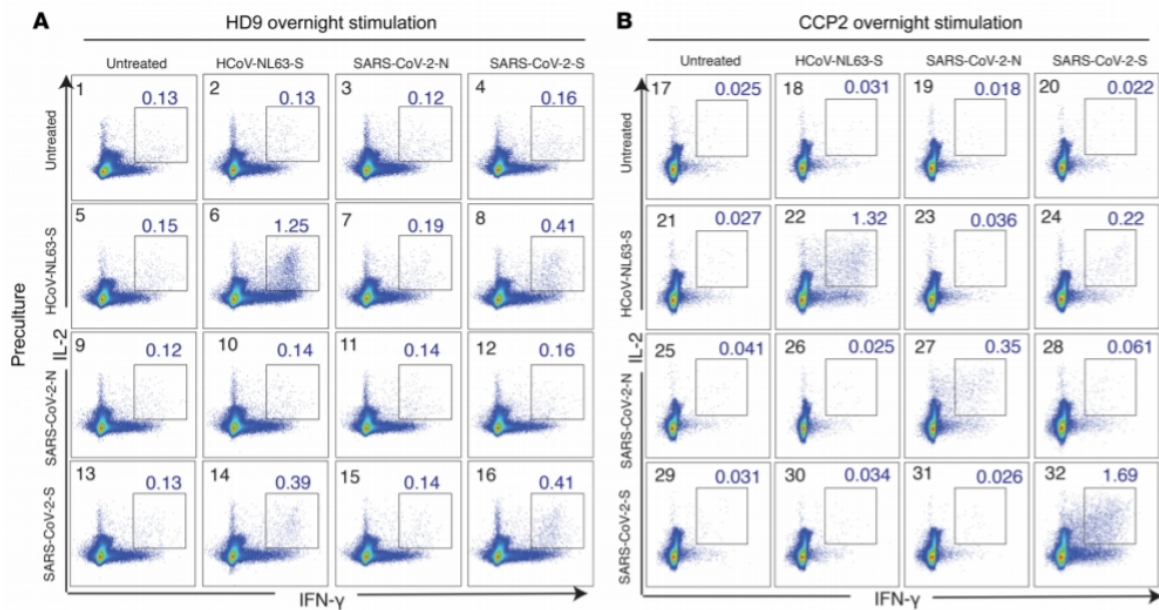 A HD9 overnight stimulation
Untreated HCoV-NL63-S SARS-CoV-2-N SARS-CoV-2-S
Preculture
IL-2
Untreated
1 0.13 2 0.13 3 0.12 4 0.16
HCoV-NL63-S
5 0.15 6 1.25 7 0.19 8 0.41
SARS-CoV-2-N
9 0.12 10 0.14 11 0.14 12 0.16
SARS-CoV-2-S
13 0.13 14 0.39 15 0.14 16 0.41
IFN-γ
B CCP2 overnight stimulation
Untreated HCoV-NL63-S SARS-CoV-2-N SARS-CoV-2-S
IL-2
Untreated
17 0.025 18 0.031 19 0.018 20 0.022
HCoV-NL63-S
21 0.027 22 1.32 23 0.036 24 0.22
SARS-CoV-2-N
25 0.041 26 0.025 27 0.35 28 0.061
SARS-CoV-2-S
29 0.031 30 0.034 31 0.026 32 1.69
IFN-γ